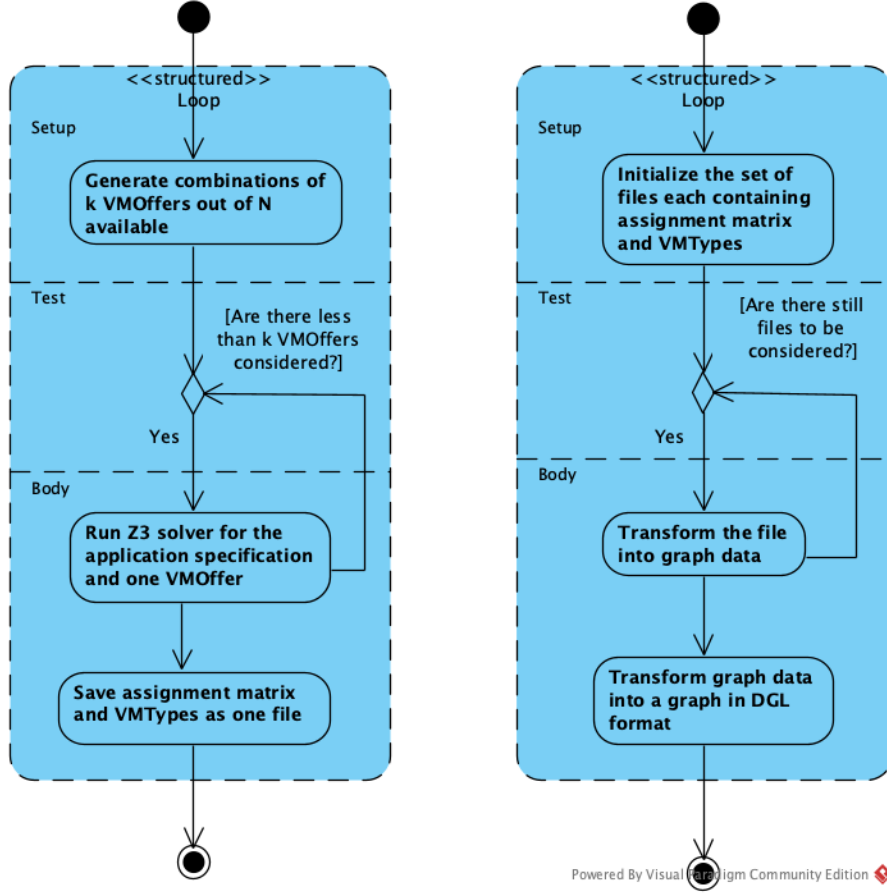 <<structured>>
Loop
Setup
Generate combinations of
k VMOffers out of N
available
Test
[Are there less
than k VMOffers
considered?]
Yes
Body
Run Z3 solver for the
application specification
and one VMOffer
Save assignment matrix
and VMTypes as one file
<<structured>>
Loop
Setup
Initialize the set of
files each containing
assignment matrix
and VMTypes
Test
[Are there still
files to be
considered?]
Yes
Body
Transform the file
into graph data
Transform graph data
into a graph in DGL
format
Powered By Visual Paradigm Community Edition